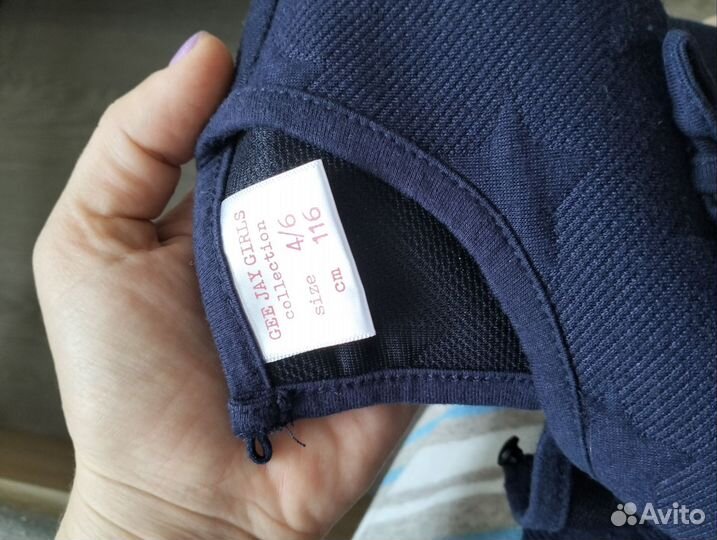 GEE JAY GIRLS
collection
4/6
size 116
cm
Avito